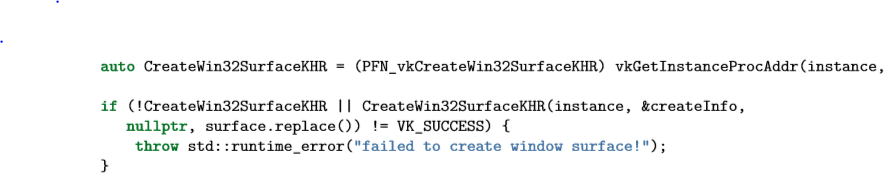 auto CreateWin32SurfaceKHR = (PFN_vkCreateWin32SurfaceKHR) vkGetInstanceProcAddr(instance,
if (!CreateWin32SurfaceKHR || CreateWin32SurfaceKHR(instance, &createInfo,
nullptr, surface.replace()) != VK_SUCCESS) {
throw std::runtime_error("failed to create window surface!");
}